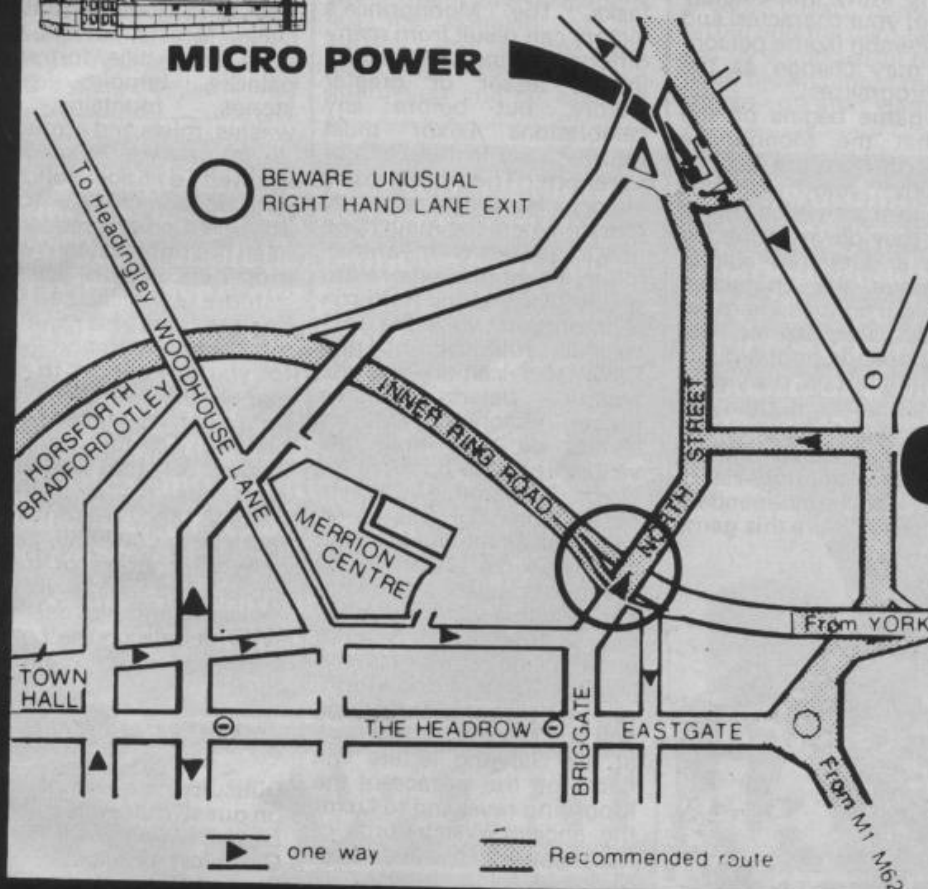 MICRO POWER
BEWARE UNUSUAL
RIGHT HAND LANE EXIT
To Headingley WOODHOUSE LANE
HORSFORTH
BRADFORD OTLEY
INNER RING ROAD
NORTH STREET
MERRION
CENTRE
From YORK
TOWN
HALL
THE HEADROW
BRIGGATE
EASTGATE
From M1 M62
one way
Recommended route